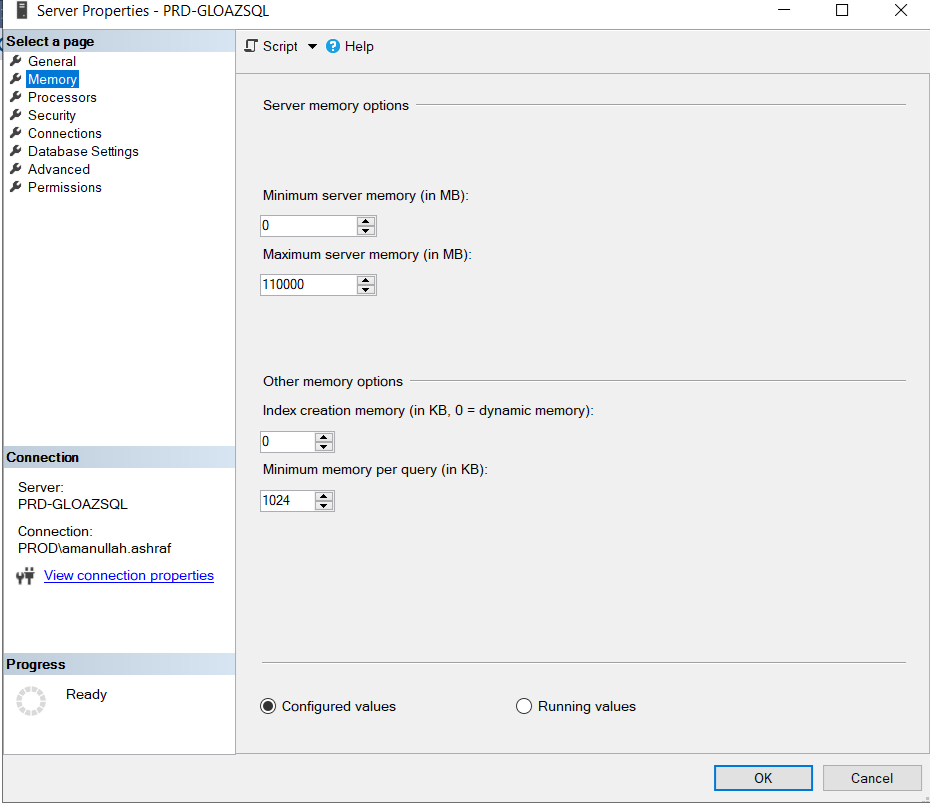 Server Properties - PRD-GLOAZSQL
Select a page
General
Memory
Processors
Security
Connections
Database Settings
Advanced
Permissions
Script
Help
Server memory options
Minimum server memory (in MB):
0
Maximum server memory (in MB):
110000
Other memory options
Index creation memory (in KB, 0 = dynamic memory):
0
Minimum memory per query (in KB):
1024
Connection
Server:
PRD-GLOAZSQL
Connection:
PROD\amanullah.ashraf
View connection properties
Progress
Ready
Configured values
Running values
OK
Cancel